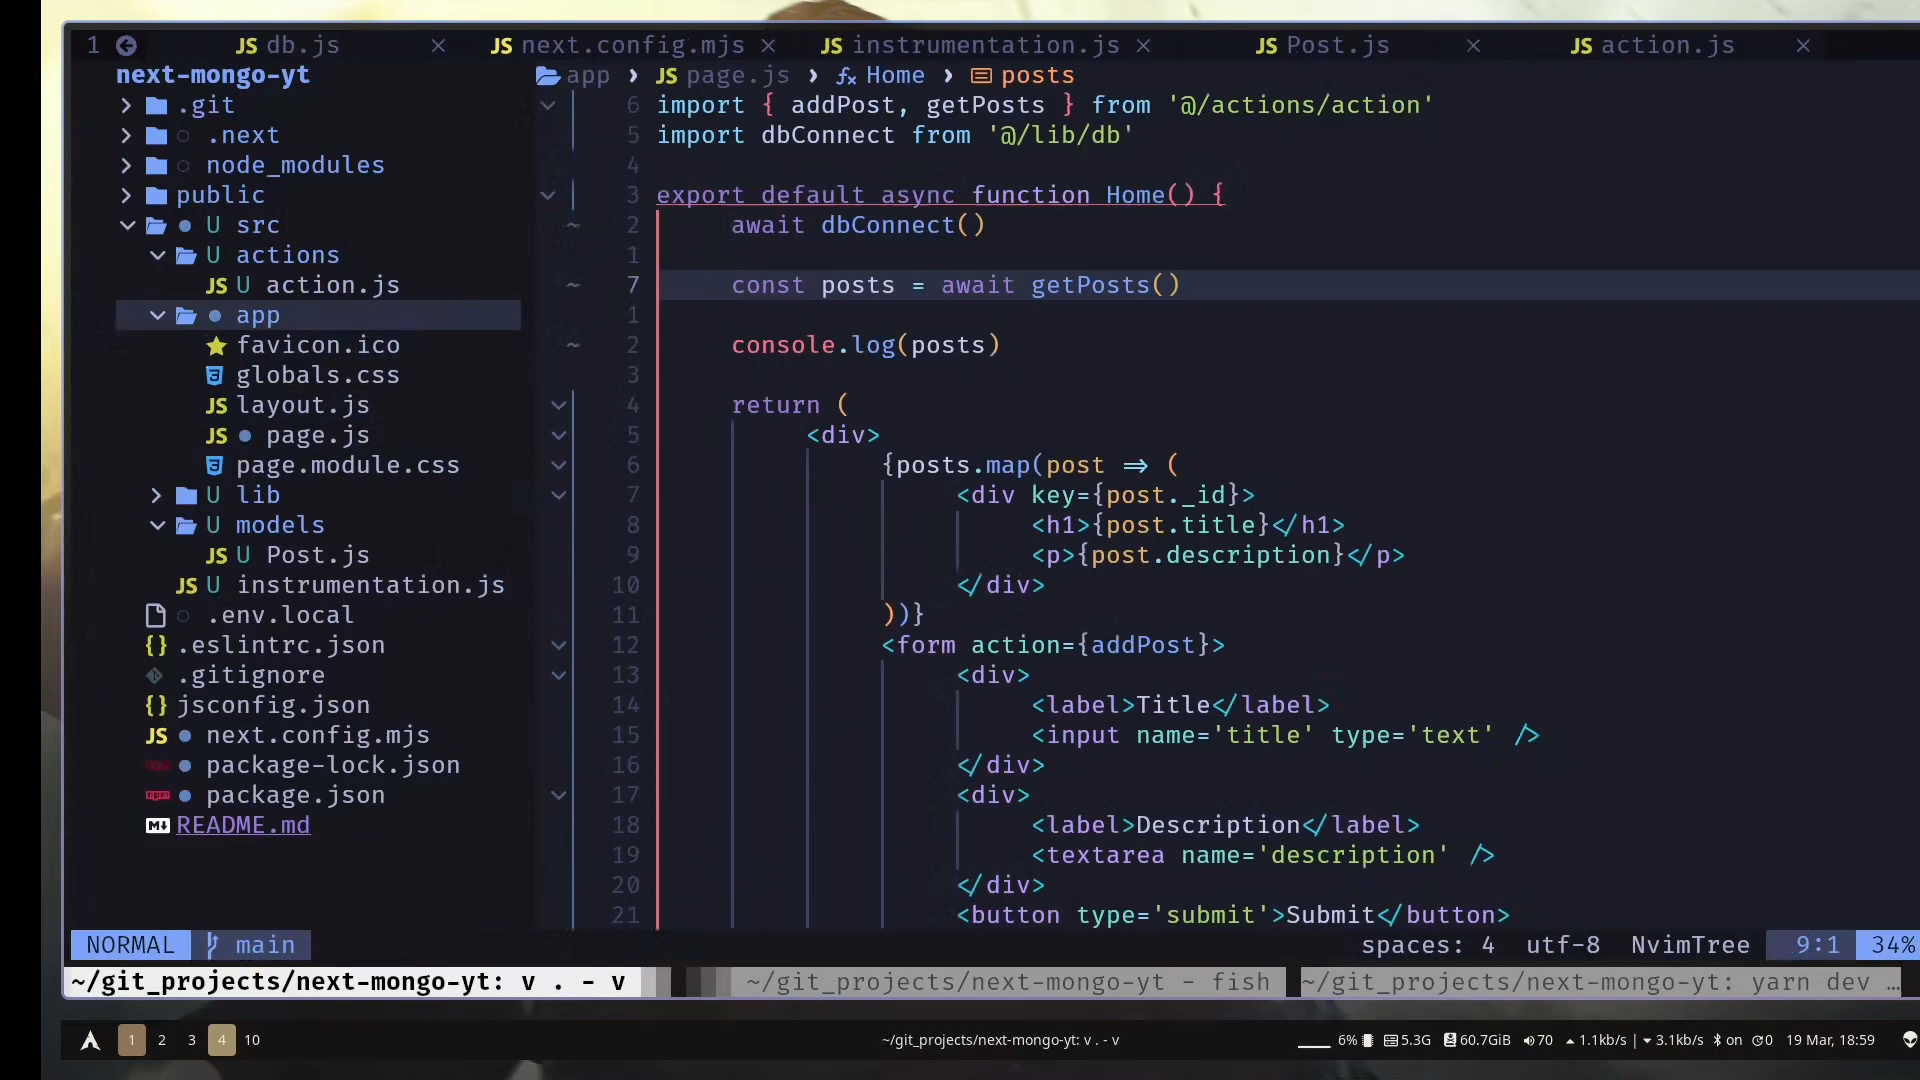 1 db.js next.config.mjs instrumentation.js Post.js action.js
next-mongo-yt
.git
.next
node_modules
public
U src
U actions
JS U action.js
app
favicon.ico
globals.css
JS layout.js
JS page.js
page.module.css
U lib
U models
JS U Post.js
JS U instrumentation.js
.env.local
{} .eslintrc.json
.gitignore
{} jsconfig.json
JS next.config.mjs
package-lock.json
package.json
README.md
app › JS page.js › Home › posts
6 import { addPost, getPosts } from '@/actions/action'
5 import dbConnect from '@/lib/db'
4
3 export default async function Home() {
~ 2 await dbConnect()
1
~ 7 const posts = await getPosts()
1
~ 2 console.log(posts)
3
4 return (
5 <div>
6 {posts.map(post => (
7 <div key={post._id}>
8 <h1>{post.title}</h1>
9 <p>{post.description}</p>
10 </div>
11 ))}
12 <form action={addPost}>
13 <div>
14 <label>Title</label>
15 <input name='title' type='text' />
16 </div>
17 <div>
18 <label>Description</label>
19 <textarea name='description' />
20 </div>
21 <button type='submit'>Submit</button>
NORMAL main spaces: 4 utf-8 NvimTree 9:1 34%
~/git_projects/next-mongo-yt: v . - v ~/git_projects/next-mongo-yt - fish ~/git_projects/next-mongo-yt: yarn dev …
1 2 3 4 10 ~/git_projects/next-mongo-yt: v . - v 6% 5.3G 60.7GiB 70 1.1kb/s | 3.1kb/s on 0 19 Mar, 18:59